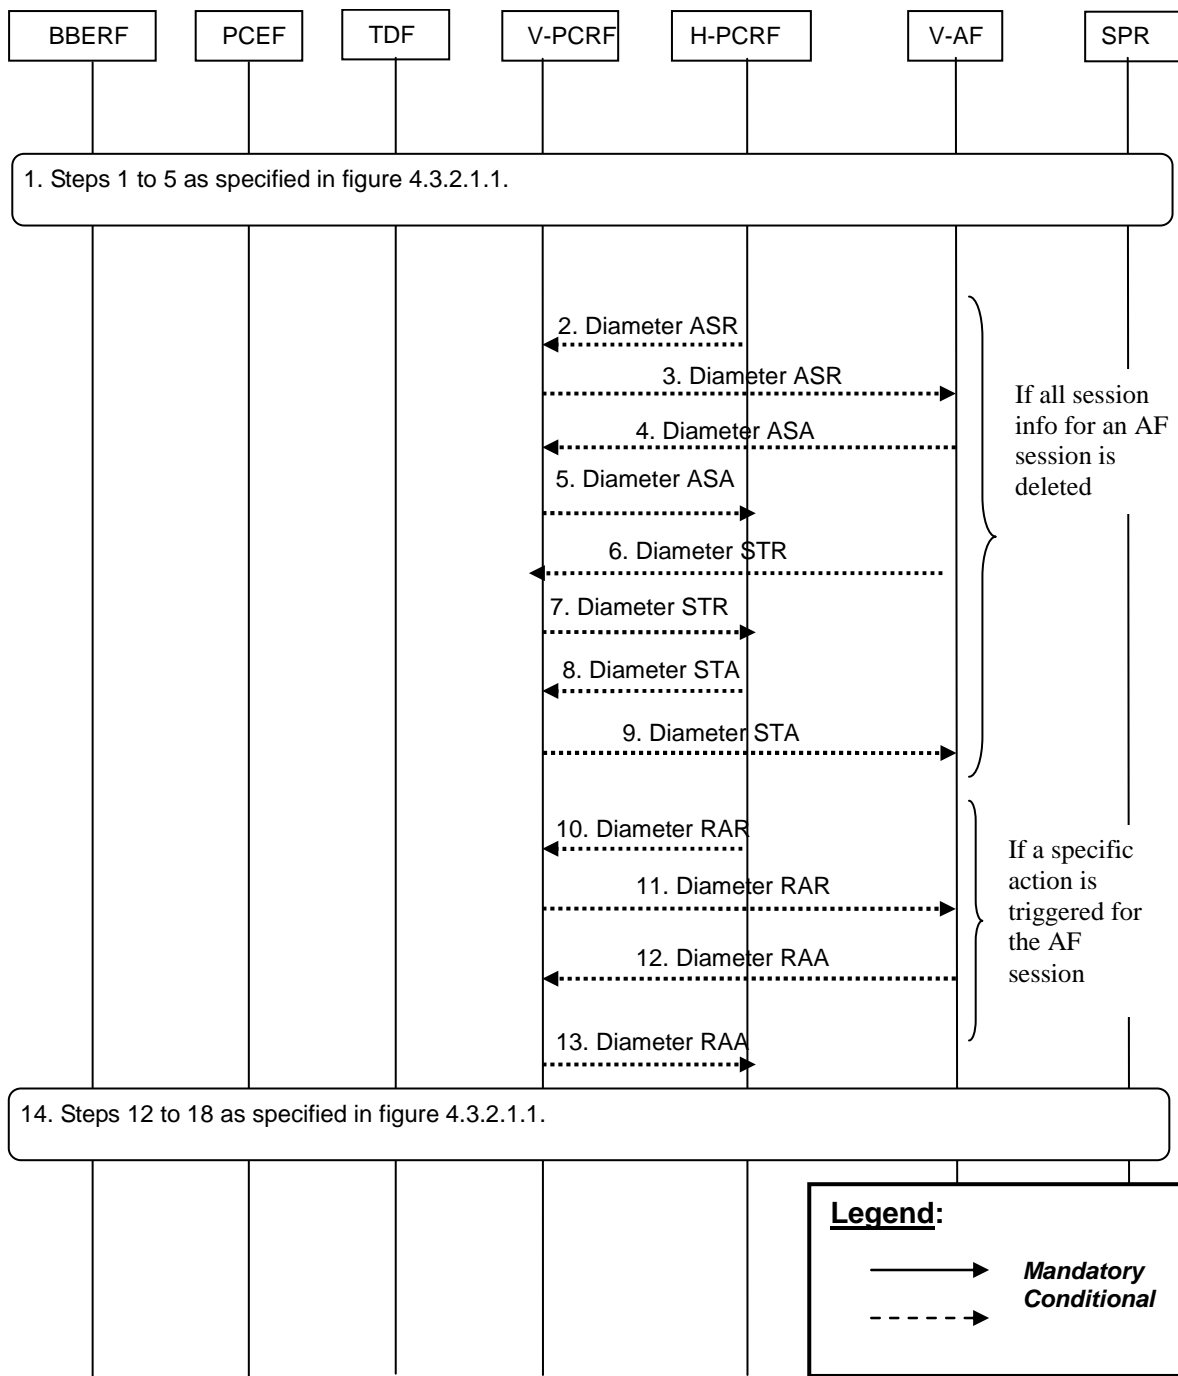 BBERF
PCEF
TDF
V-PCRF
H-PCRF
V-AF
SPR
1. Steps 1 to 5 as specified in figure 4.3.2.1.1.
2. Diameter ASR
3. Diameter ASR
4. Diameter ASA
5. Diameter ASA
6. Diameter STR
7. Diameter STR
8. Diameter STA
9. Diameter STA
If all session
info for an AF
session is
deleted
10. Diameter RAR
11. Diameter RAR
12. Diameter RAA
13. Diameter RAA
If a specific
action is
triggered for
the AF
session
14. Steps 12 to 18 as specified in figure 4.3.2.1.1.
Legend:
Mandatory
Conditional